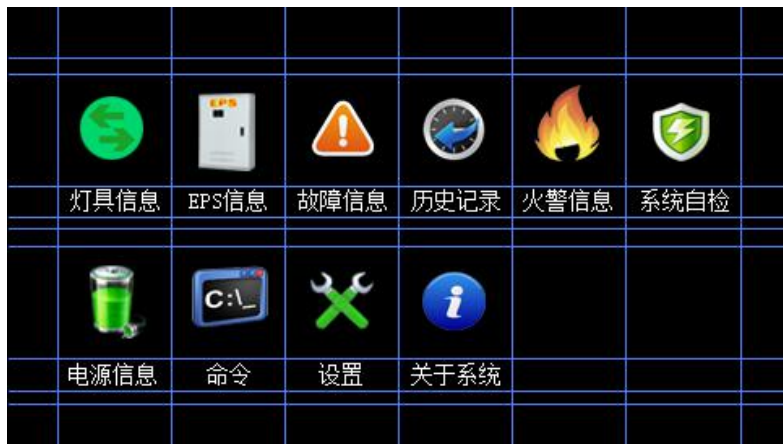 EPS
灯具信息
EPS信息
故障信息
历史记录
火警信息
系统自检
C:\_
电源信息
命令
设置
关于系统